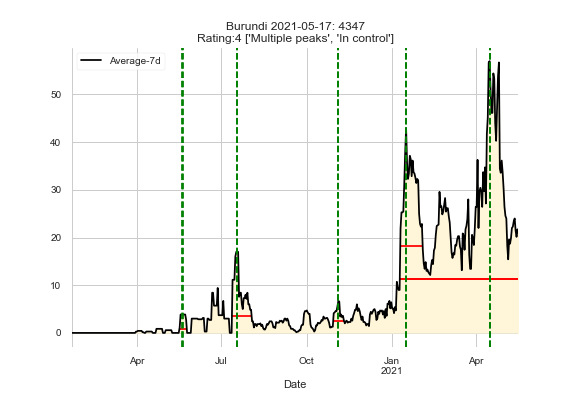 Burundi 2021-05-17: 4347
Rating:4 ['Multiple peaks', 'In control']
Average-7d
50
40
30
20
10
0
Apr
Jul
Oct
Jan
2021
Apr
Date